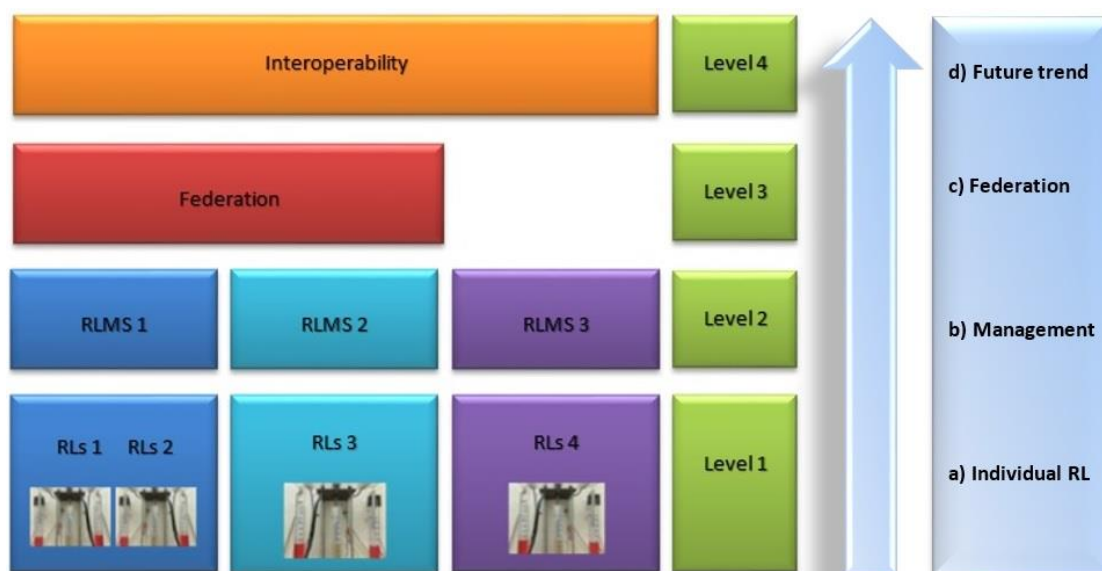 Interoperability
Level 4
d) Future trend
Federation
Level 3
c) Federation
RLMS 1
RLMS 2
RLMS 3
Level 2
b) Management
RLs 1
RLs 2
RLs 3
RLs 4
Level 1
a) Individual RL